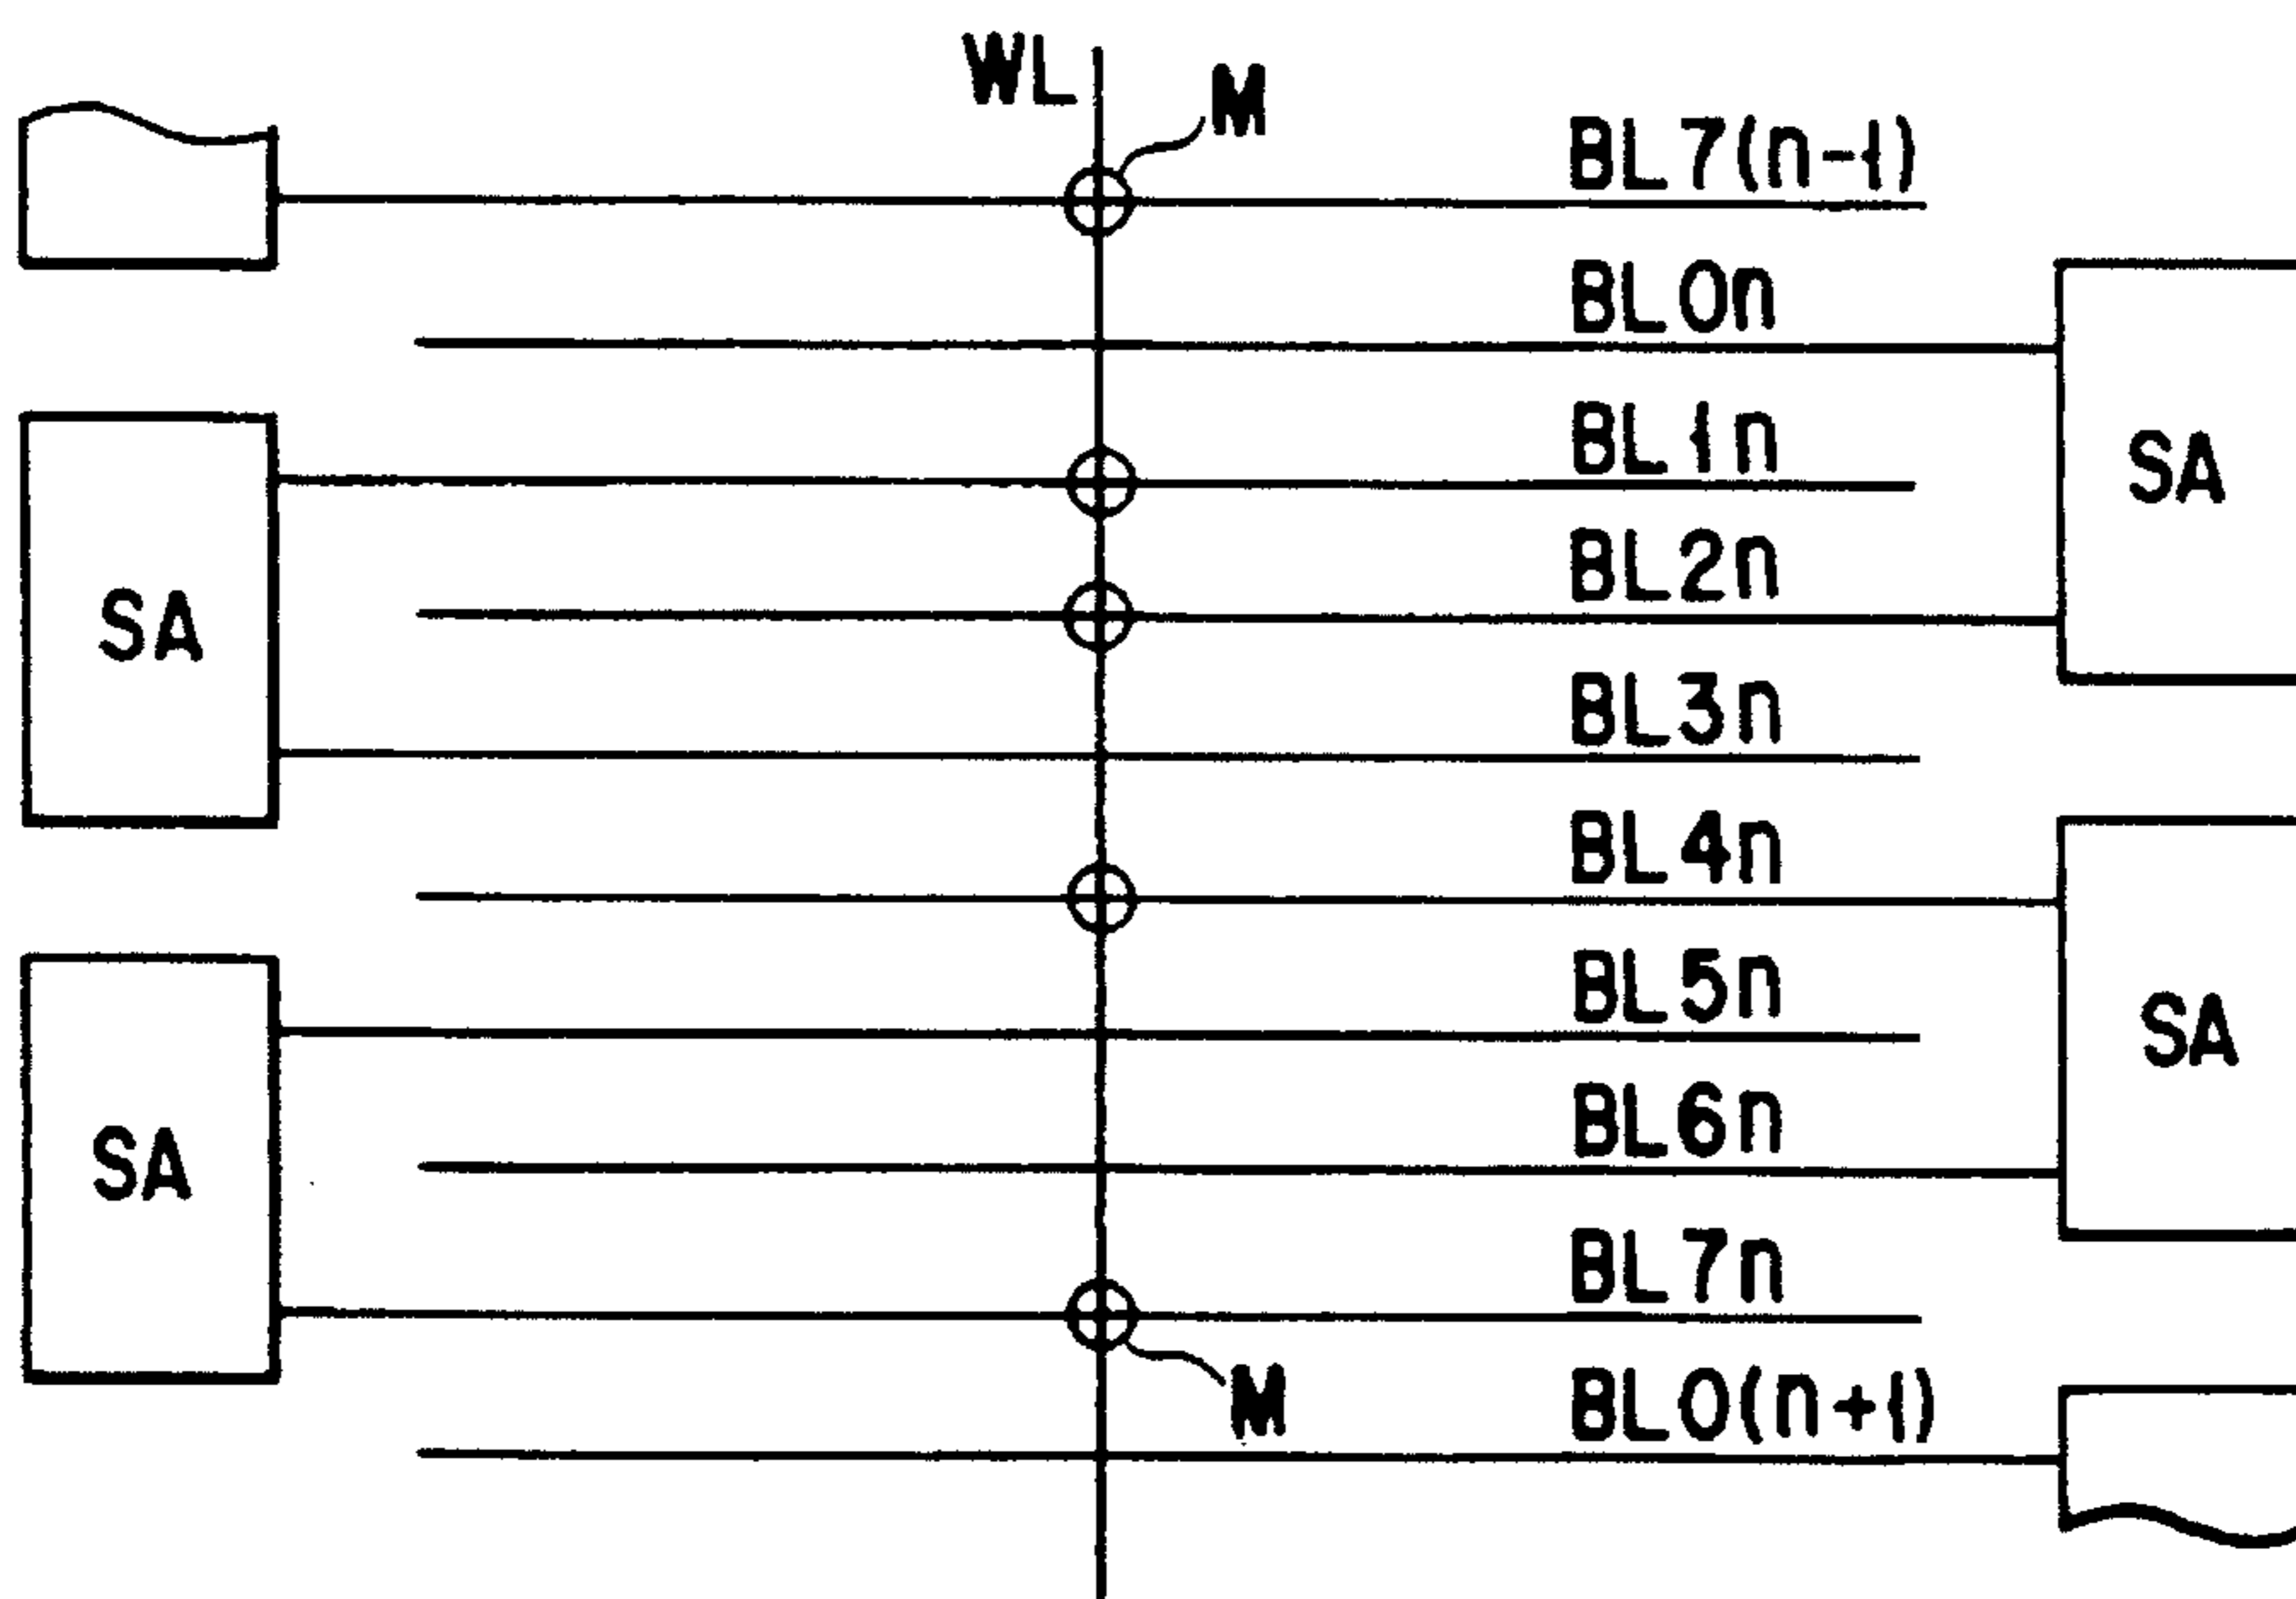 WL
M
BL7(n-1)
BL0n
BL1n
SA
BL2n
SA
BL3n
BL4n
BL5n
SA
BL6n
SA
BL7n
M
BL0(n+1)